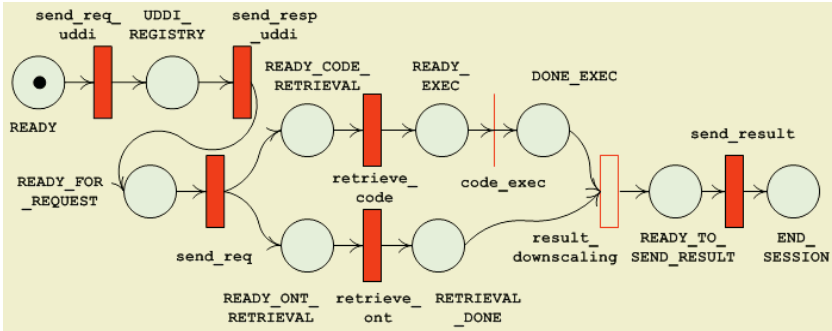 send_req_
uddi
UDDI_
REGISTRY
send_resp
_uddi
READY
READY_CODE_
RETRIEVAL
READY_
EXEC
DONE_EXEC
READY_FOR
_REQUEST
send_req
retrieve_
code
code_exec
send_result
READY_ONT_
RETRIEVAL
retrieve_
ont
RETRIEVAL
_DONE
result_
downscaling
READY_TO_
SEND_RESULT
END_
SESSION